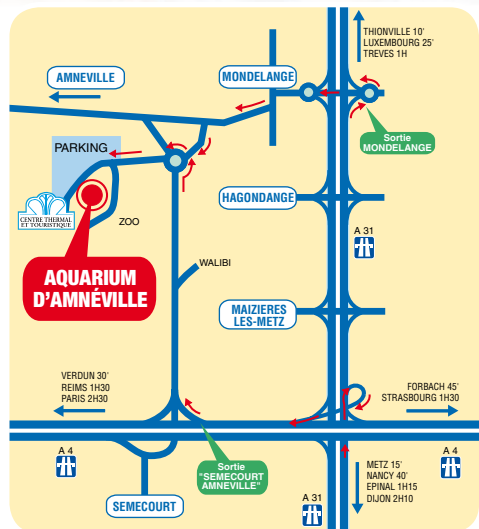 THIONVILLE 10'
LUXEMBOURG 25'
TREVES 1H
AMNEVILLE
MONDELANGE
Sortie
MONDELANGE
PARKING
CENTRE THERMAL
ET TOURISTIQUE
ZOO
HAGONDANGE
A 31
AQUARIUM
D'AMNÉVILLE
WALIBI
MAIZIERES
LES-METZ
VERDUN 30'
REIMS 1H30
PARIS 2H30
FORBACH 45'
STRASBOURG 1H30
A 4
Sortie
"SEMECOURT
AMNEVILLE"
SEMECOURT
A 31
METZ 15'
NANCY 40'
EPINAL 1H15
DIJON 2H10
A 4